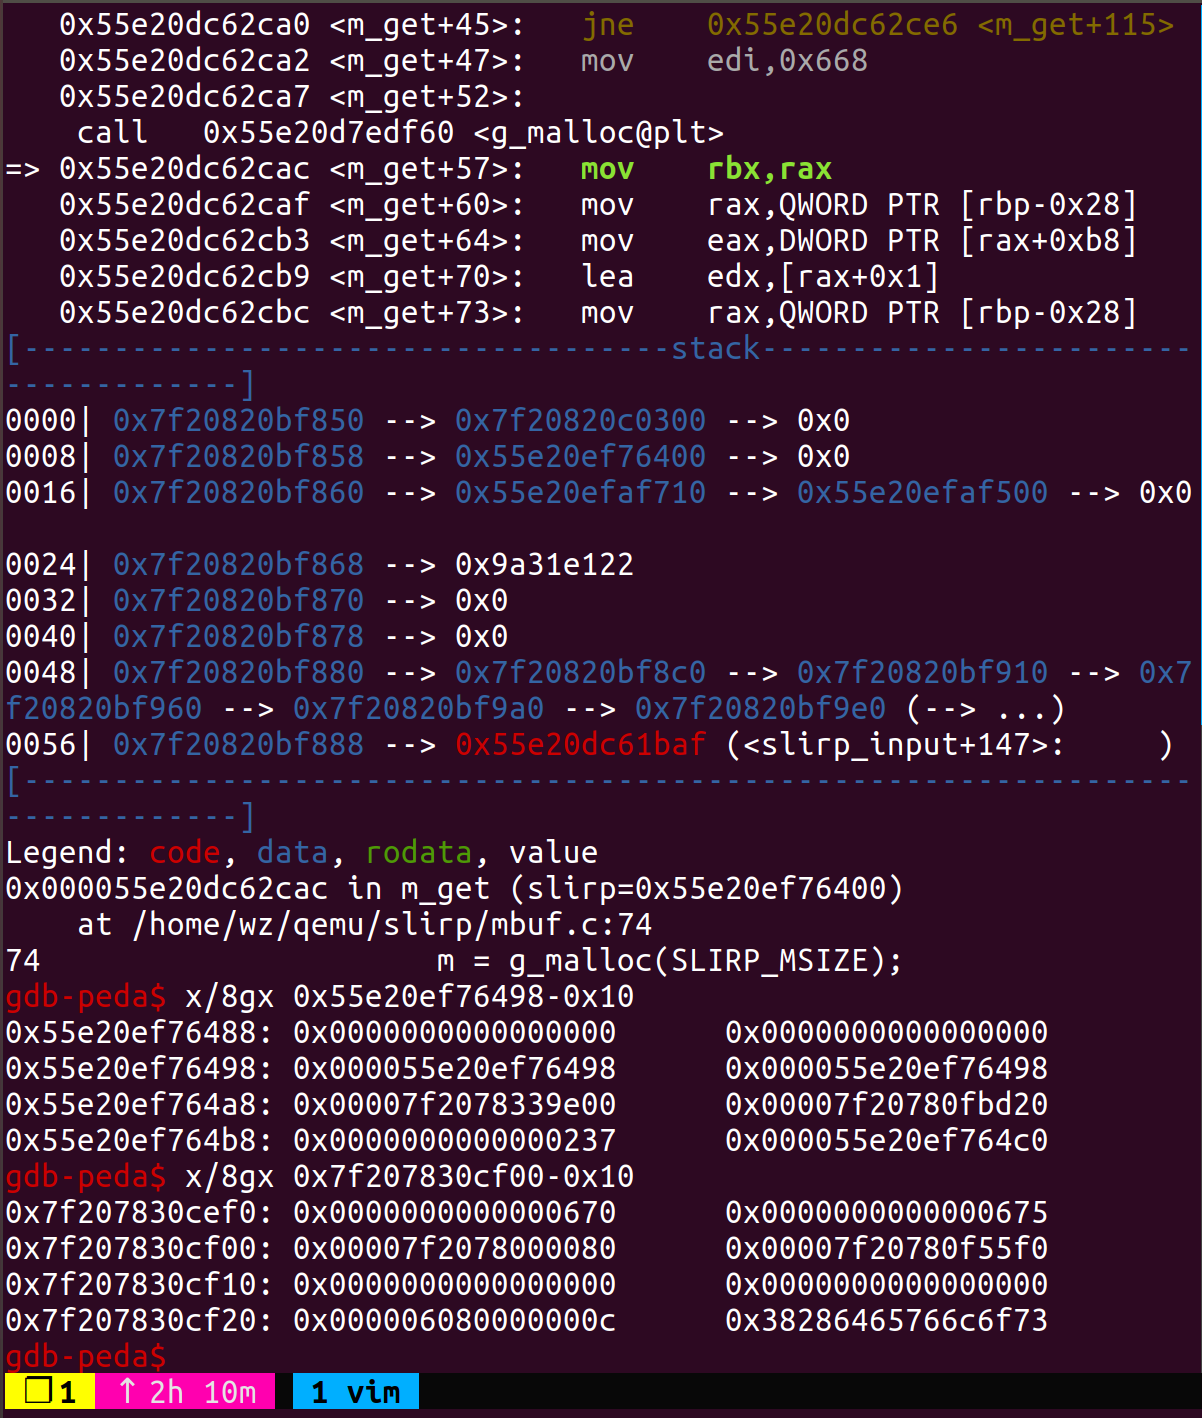 0x55e20dc62ca0 <m_get+45>:   jne    0x55e20dc62ce6 <m_get+115>
   0x55e20dc62ca2 <m_get+47>:   mov    edi,0x668
   0x55e20dc62ca7 <m_get+52>:
    call   0x55e20d7edf60 <g_malloc@plt>
=> 0x55e20dc62cac <m_get+57>:   mov    rbx,rax
   0x55e20dc62caf <m_get+60>:   mov    rax,QWORD PTR [rbp-0x28]
   0x55e20dc62cb3 <m_get+64>:   mov    eax,DWORD PTR [rax+0xb8]
   0x55e20dc62cb9 <m_get+70>:   lea    edx,[rax+0x1]
   0x55e20dc62cbc <m_get+73>:   mov    rax,QWORD PTR [rbp-0x28]
[------------------------------------stack------------------------
-------------]
0000| 0x7f20820bf850 --> 0x7f20820c0300 --> 0x0
0008| 0x7f20820bf858 --> 0x55e20ef76400 --> 0x0
0016| 0x7f20820bf860 --> 0x55e20efaf710 --> 0x55e20efaf500 --> 0x0
0024| 0x7f20820bf868 --> 0x9a31e122
0032| 0x7f20820bf870 --> 0x0
0040| 0x7f20820bf878 --> 0x0
0048| 0x7f20820bf880 --> 0x7f20820bf8c0 --> 0x7f20820bf910 --> 0x7
f20820bf960 --> 0x7f20820bf9a0 --> 0x7f20820bf9e0 (--> ...)
0056| 0x7f20820bf888 --> 0x55e20dc61baf (<slirp_input+147>:     )
[-----------------------------------------------------------------
-------------]
Legend: code, data, rodata, value
0x000055e20dc62cac in m_get (slirp=0x55e20ef76400)
    at /home/wz/qemu/slirp/mbuf.c:74
74                      m = g_malloc(SLIRP_MSIZE);
gdb-peda$ x/8gx 0x55e20ef76498-0x10
0x55e20ef76488: 0x0000000000000000      0x0000000000000000
0x55e20ef76498: 0x000055e20ef76498      0x000055e20ef76498
0x55e20ef764a8: 0x00007f2078339e00      0x00007f20780fbd20
0x55e20ef764b8: 0x0000000000000237      0x000055e20ef764c0
gdb-peda$ x/8gx 0x7f207830cf00-0x10
0x7f207830cef0: 0x0000000000000670      0x0000000000000675
0x7f207830cf00: 0x00007f2078000080      0x00007f20780f55f0
0x7f207830cf10: 0x0000000000000000      0x0000000000000000
0x7f207830cf20: 0x000006080000000c      0x38286465766c6f73
gdb-peda$
❐ 1 ↑ 2h 10m 1 vim